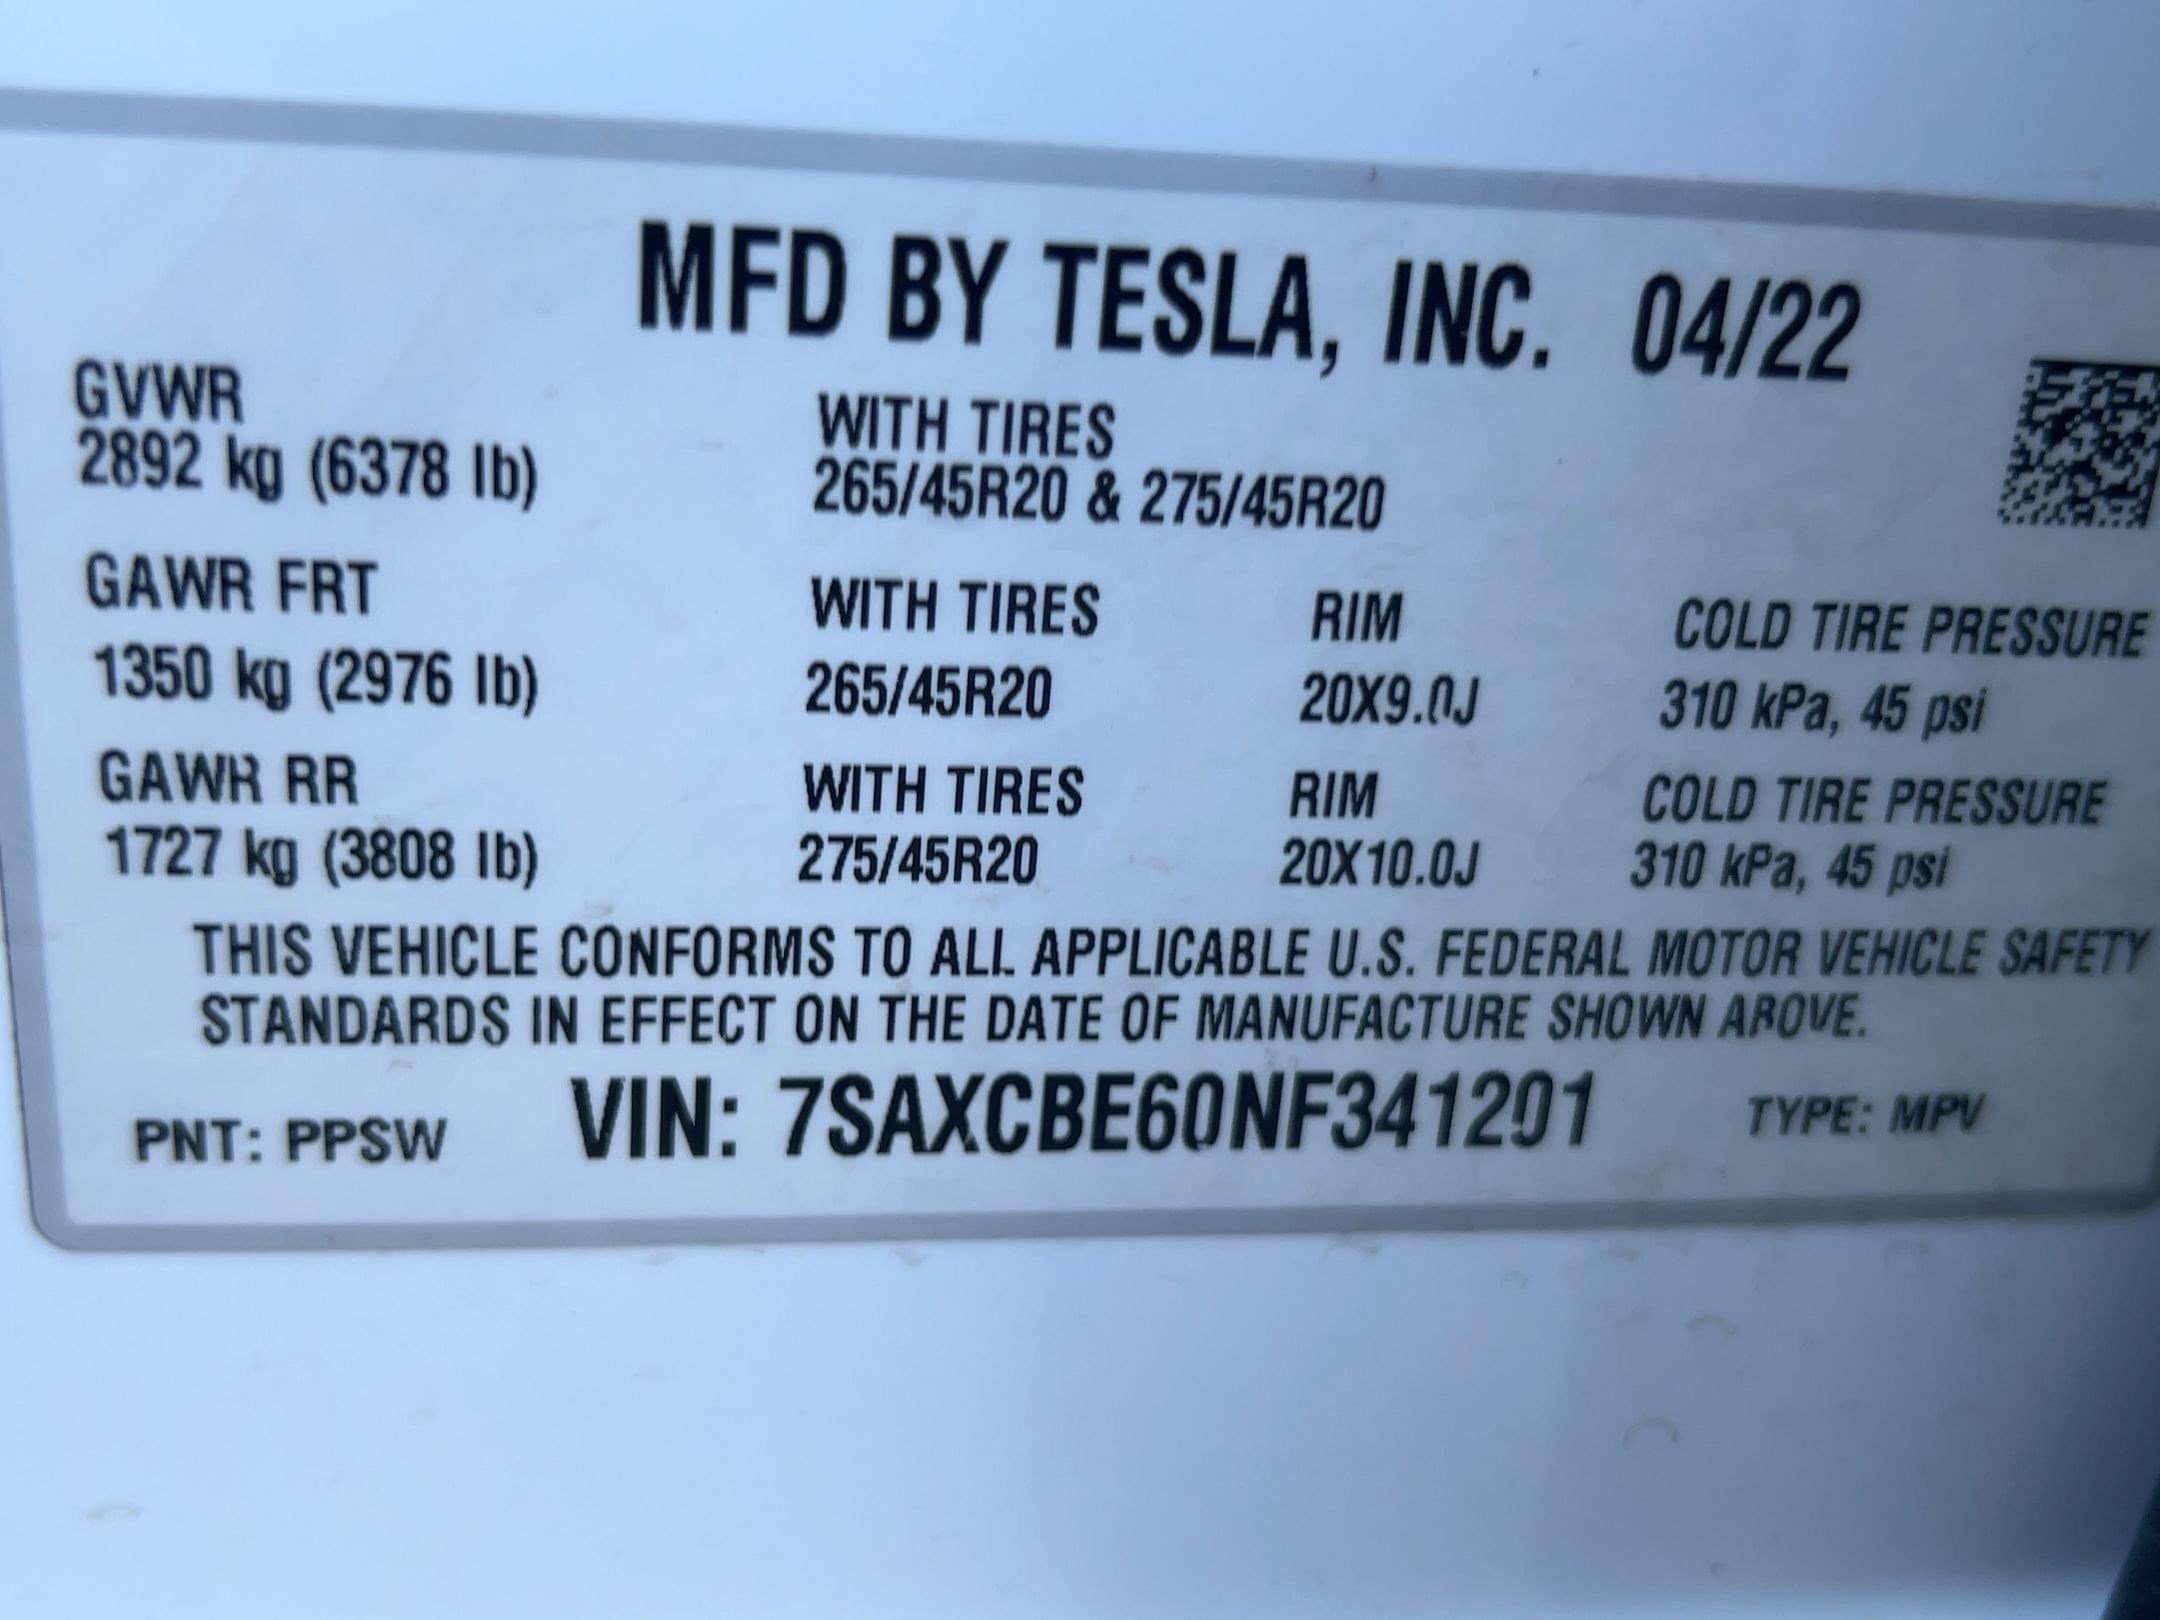 MFD BY TESLA, INC. 04/22
GVWR
2892 kg (6378 lb)
WITH TIRES
265/45R20 & 275/45R20
GAWR FRT
1350 kg (2976 lb)
WITH TIRES
265/45R20
RIM
20X9.0J
COLD TIRE PRESSURE
310 kPa, 45 psi
GAWR RR
1727 kg (3808 lb)
WITH TIRES
275/45R20
RIM
20X10.0J
COLD TIRE PRESSURE
310 kPa, 45 psi
THIS VEHICLE CONFORMS TO ALL APPLICABLE U.S. FEDERAL MOTOR VEHICLE SAFETY
STANDARDS IN EFFECT ON THE DATE OF MANUFACTURE SHOWN ABOVE.
PNT: PPSW VIN: 7SAXCBE60NF341201 TYPE: MPV